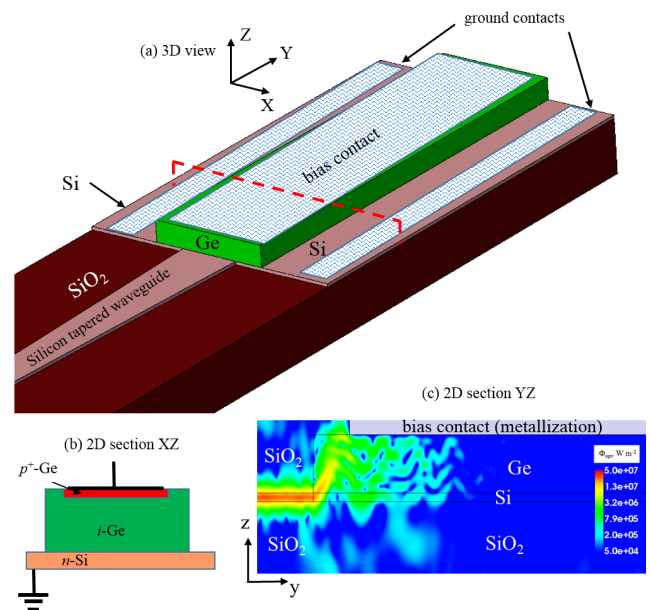 Z
ground contacts
(a) 3D view
Y
X
bias contact
Si
Ge
Si
SiO2
Silicon tapered waveguide
(c) 2D section YZ
bias contact (metallization)
(b) 2D section XZ
SiO2
Ge
Φopt, W m-2
5.0e+07
1.3e+07
3.2e+06
7.9e+05
2.0e+05
5.0e+04
p+-Ge
Si
i-Ge
SiO2
SiO2
n-Si
z
y